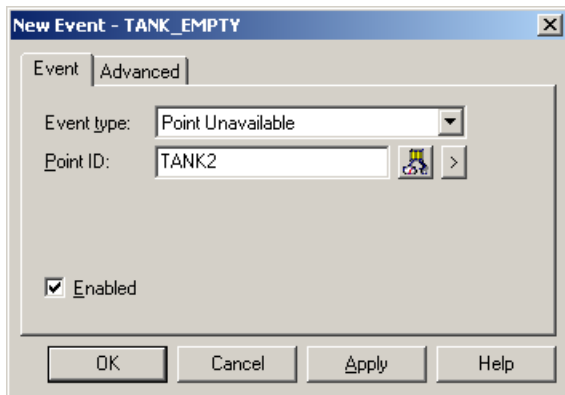 New Event - TANK_EMPTY
Event Advanced
Event type: Point Unavailable
Point ID: TANK2 >
Enabled
OK Cancel Apply Help